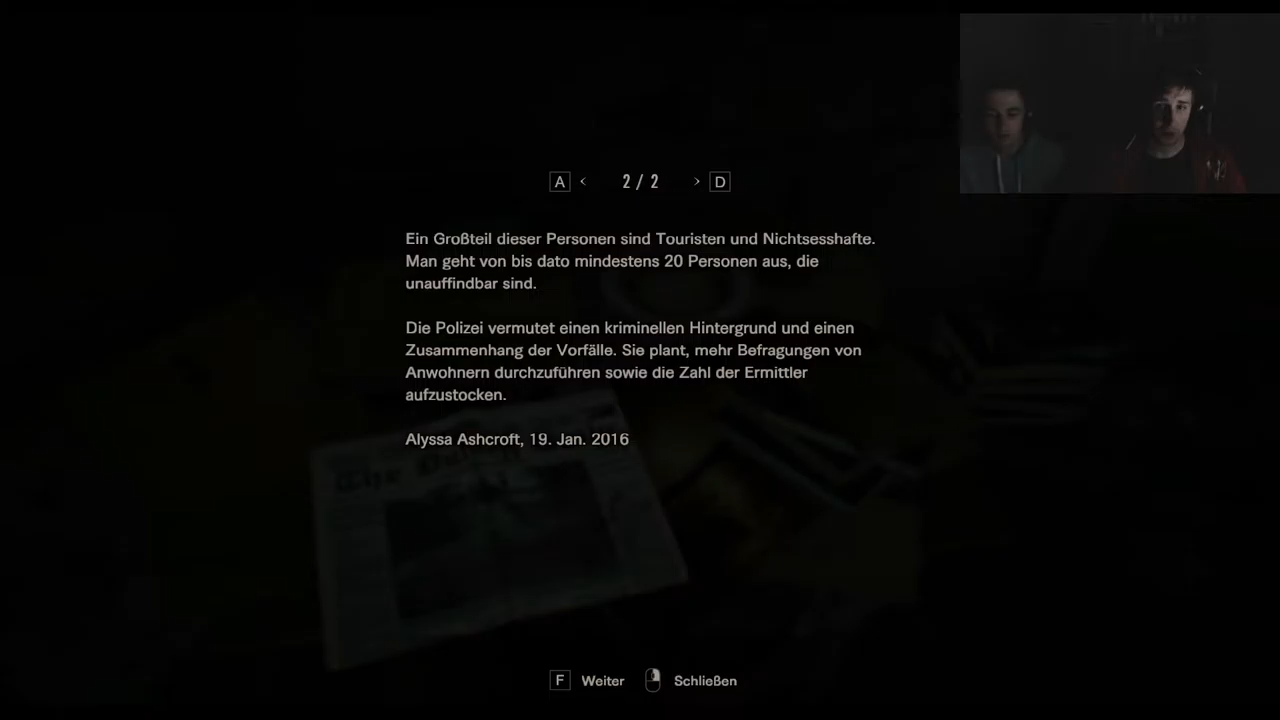 A < 2 / 2 > D
Ein Großteil dieser Personen sind Touristen und Nichtsesshafte.
Man geht von bis dato mindestens 20 Personen aus, die
unauffindbar sind.
Die Polizei vermutet einen kriminellen Hintergrund und einen
Zusammenhang der Vorfälle. Sie plant, mehr Befragungen von
Anwohnern durchzuführen sowie die Zahl der Ermittler
aufzustocken.
Alyssa Ashcroft, 19. Jan. 2016
The
F Weiter Schließen